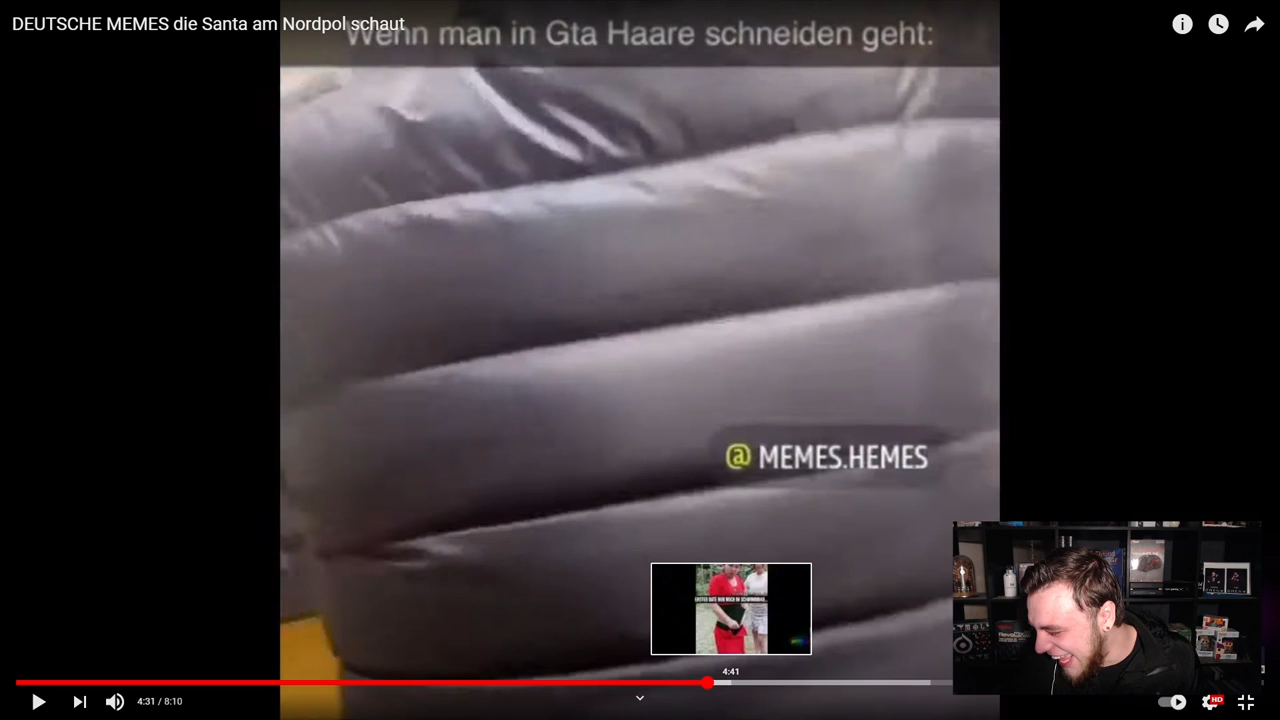 DEUTSCHE MEMES die Santa am Nordpol schaut
Wenn man in Gta Haare schneiden geht:
@ MEMES.HEMES
4:41
4:31 / 8:10
HD